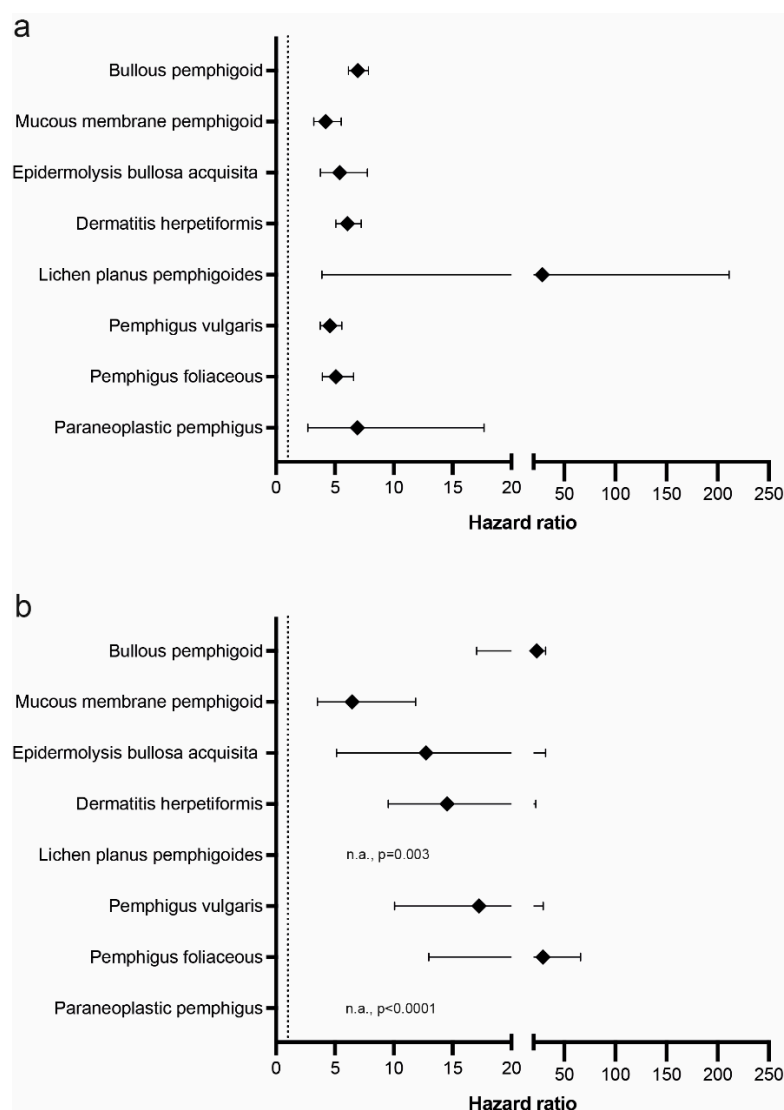 a
Bullous pemphigoid
Mucous membrane pemphigoid
Epidermolysis bullosa acquisita
Dermatitis herpetiformis
Lichen planus pemphigoides
Pemphigus vulgaris
Pemphigus foliaceous
Paraneoplastic pemphigus
0 5 10 15 20 50 100 150 200 250
Hazard ratio
b
Bullous pemphigoid
Mucous membrane pemphigoid
Epidermolysis bullosa acquisita
Dermatitis herpetiformis
Lichen planus pemphigoides n.a., p=0.003
Pemphigus vulgaris
Pemphigus foliaceous
Paraneoplastic pemphigus n.a., p<0.0001
0 5 10 15 20 50 100 150 200 250
Hazard ratio